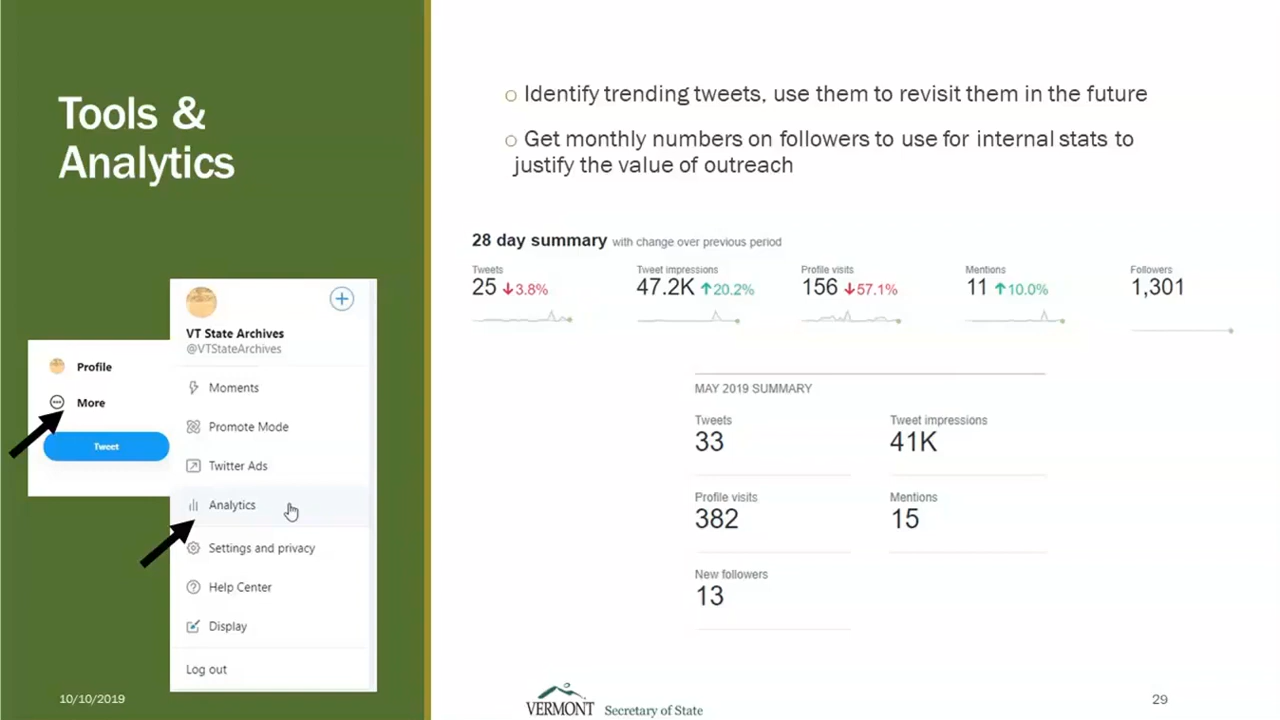 Tools &
Analytics
o Identify trending tweets, use them to revisit them in the future
o Get monthly numbers on followers to use for internal stats to
justify the value of outreach
28 day summary with change over previous period
Tweets
25 ↓3.8%
Tweet impressions
47.2K ↑20.2%
Profile visits
156 ↓57.1%
Mentions
11 ↑10.0%
Followers
1,301
MAY 2019 SUMMARY
Tweets
33
Tweet impressions
41K
Profile visits
382
Mentions
15
New followers
13
Profile
More
Tweet
VT State Archives
@VTStateArchives
Moments
Promote Mode
Twitter Ads
Analytics
Settings and privacy
Help Center
Display
Log out
10/10/2019
VERMONT Secretary of State
29